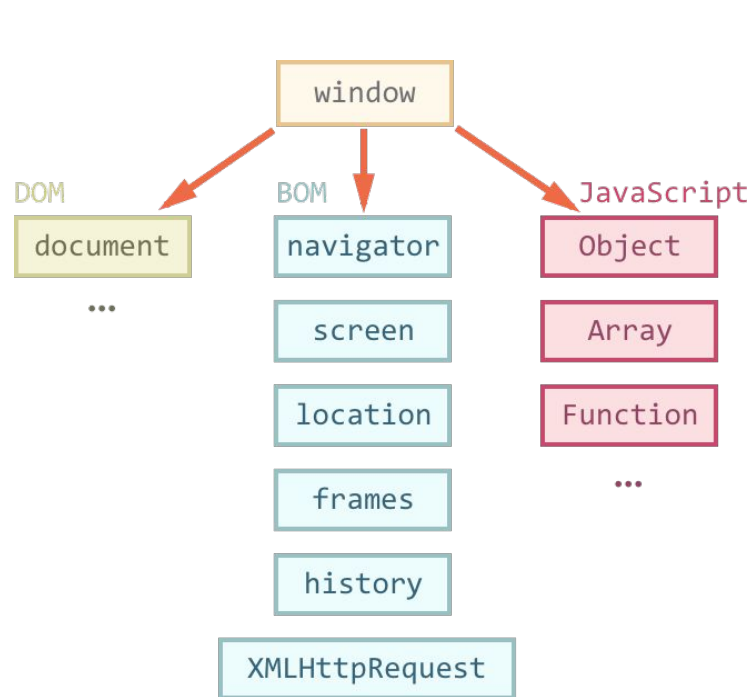 window
DOM
BOM
JavaScript
document
navigator
Object
...
screen
Array
location
Function
frames
...
history
XMLHttpRequest